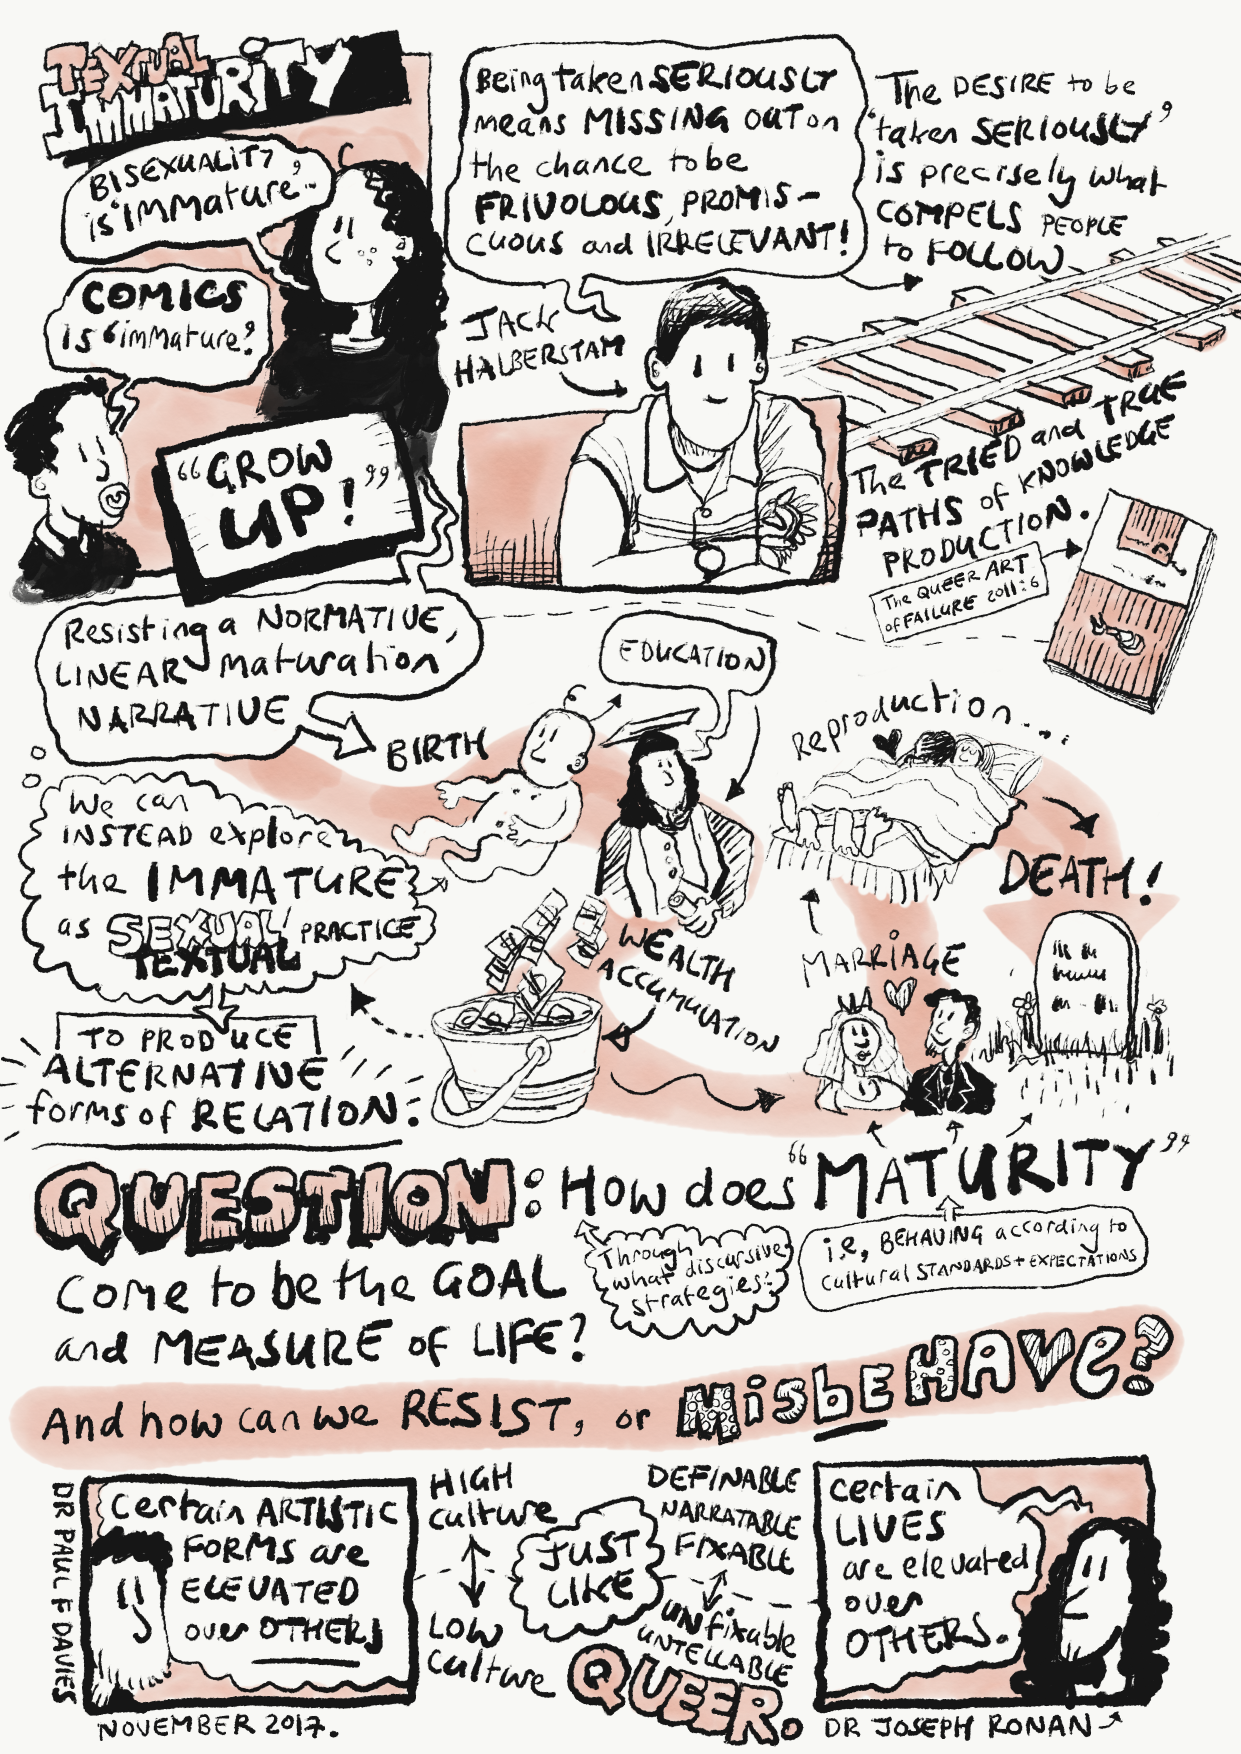 TEXTUAL
IMMATURITY
BISEXUALITY
is 'IMMATURE'...
COMICS
is 'immature'?
"GROW
UP!"
Being taken SERIOUSLY
means MISSING OUT on
the chance to be
FRIVOLOUS, PROMIS-
CUOUS and IRRELEVANT!
The DESIRE to be
'taken SERIOUSLY'
is precisely what
COMPELS PEOPLE
to FOLLOW
JACK
HALBERSTAM
The TRIED and TRUE
PATHS of KNOWLEDGE
PRODUCTION.
The QUEER ART
of FAILURE 2011:6
Resisting a NORMATIVE,
LINEAR maturation
NARRATIVE
BIRTH
EDUCATION
Reproduction...
DEATH!
We can
INSTEAD explore
the IMMATURE?
as SEXUAL PRACTICE
TEXTUAL
WEALTH
ACCUMULATION
MARRIAGE
TO PRODUCE
ALTERNATIVE
forms of RELATION.
QUESTION: How does "MATURITY"
Through
what discursive
strategies?
i.e, BEHAVING according to
Cultural STANDARDS + EXPECTATIONS
Come to be the GOAL
and MEASURE of LIFE?
And how can we RESIST, or MisbeHAVe?
DR PAUL F DAVIES
Certain ARTISTIC
FORMS are
ELEVATED
over OTHERS
NOVEMBER 2017.
HIGH
Culture
LOW
Culture
JUST
LIKE
DEFINABLE
NARRATABLE
FIXABLE
UNfixable
UNTELLABLE
QUEER.
Certain
LIVES
are elevated
over
OTHERS.
DR JOSEPH RONAN